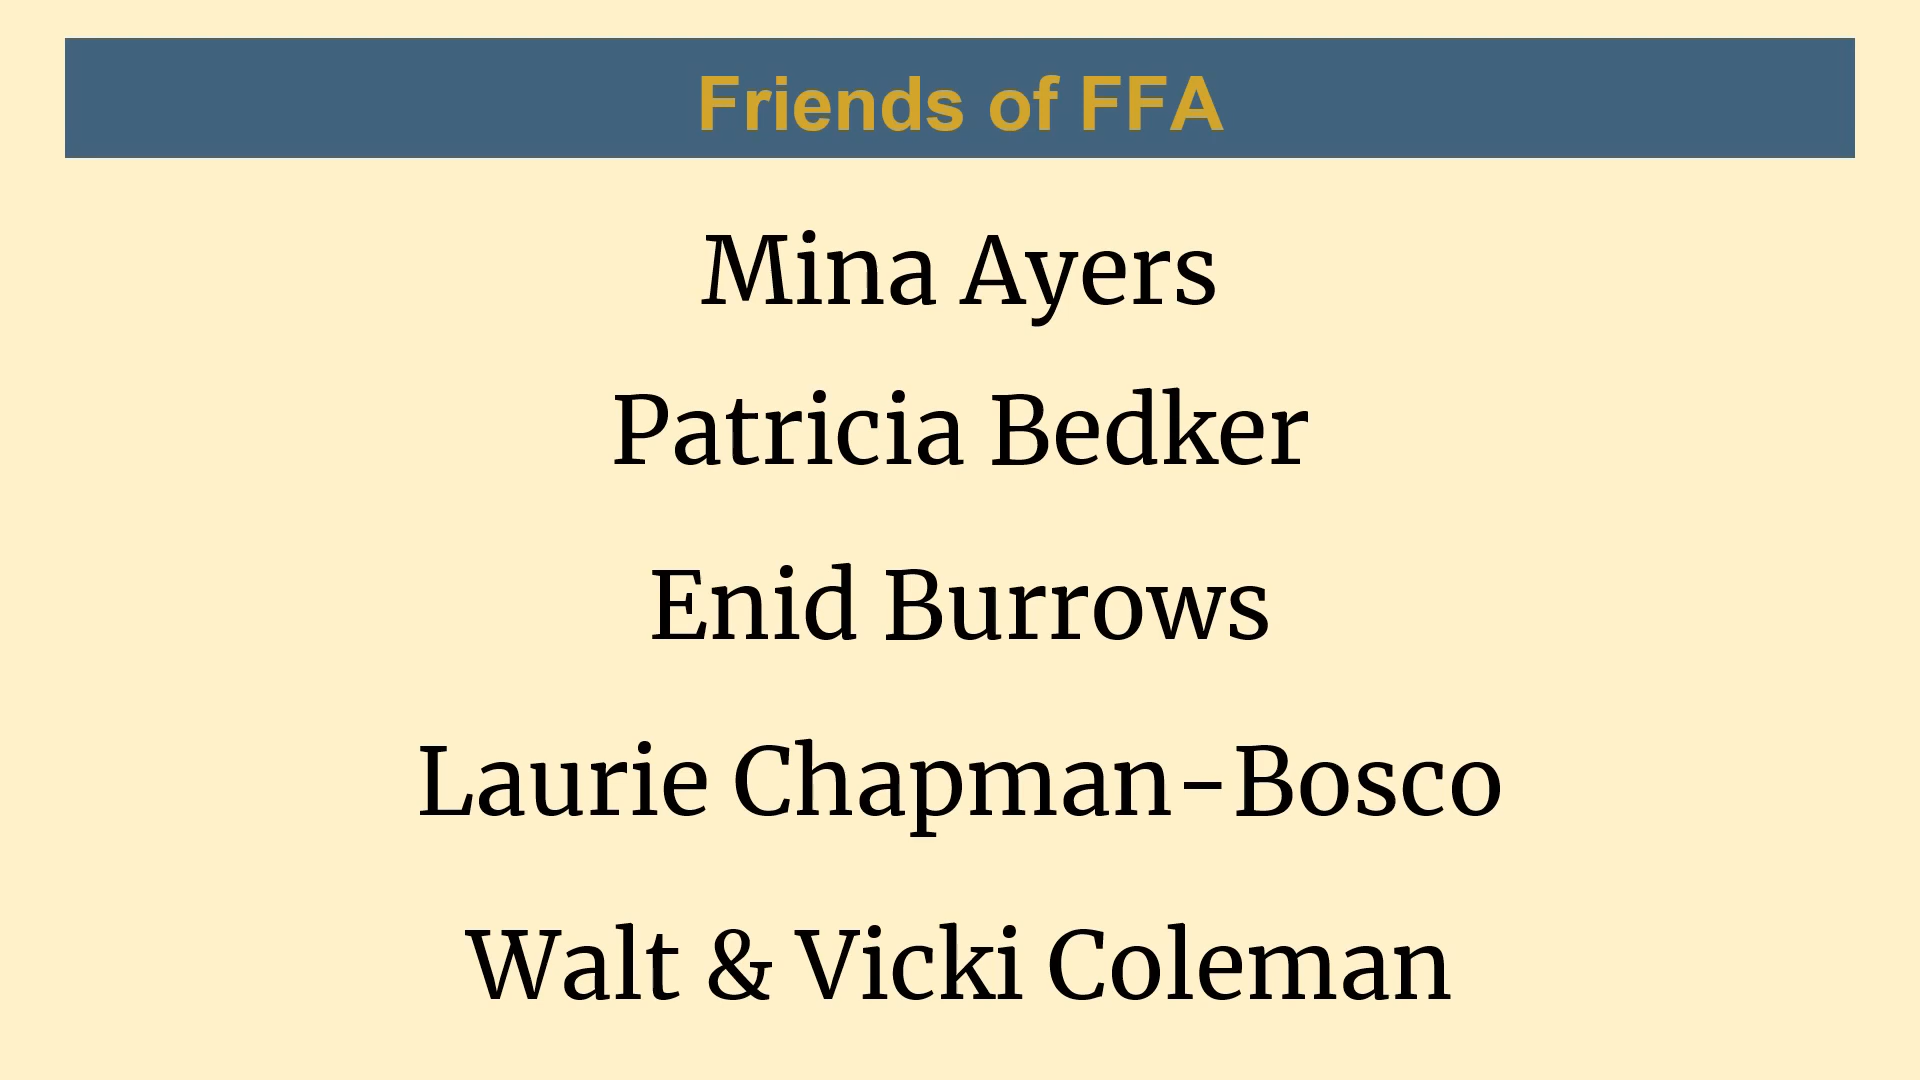 Friends of FFA
Mina Ayers
Patricia Bedker
Enid Burrows
Laurie Chapman-Bosco
Walt & Vicki Coleman